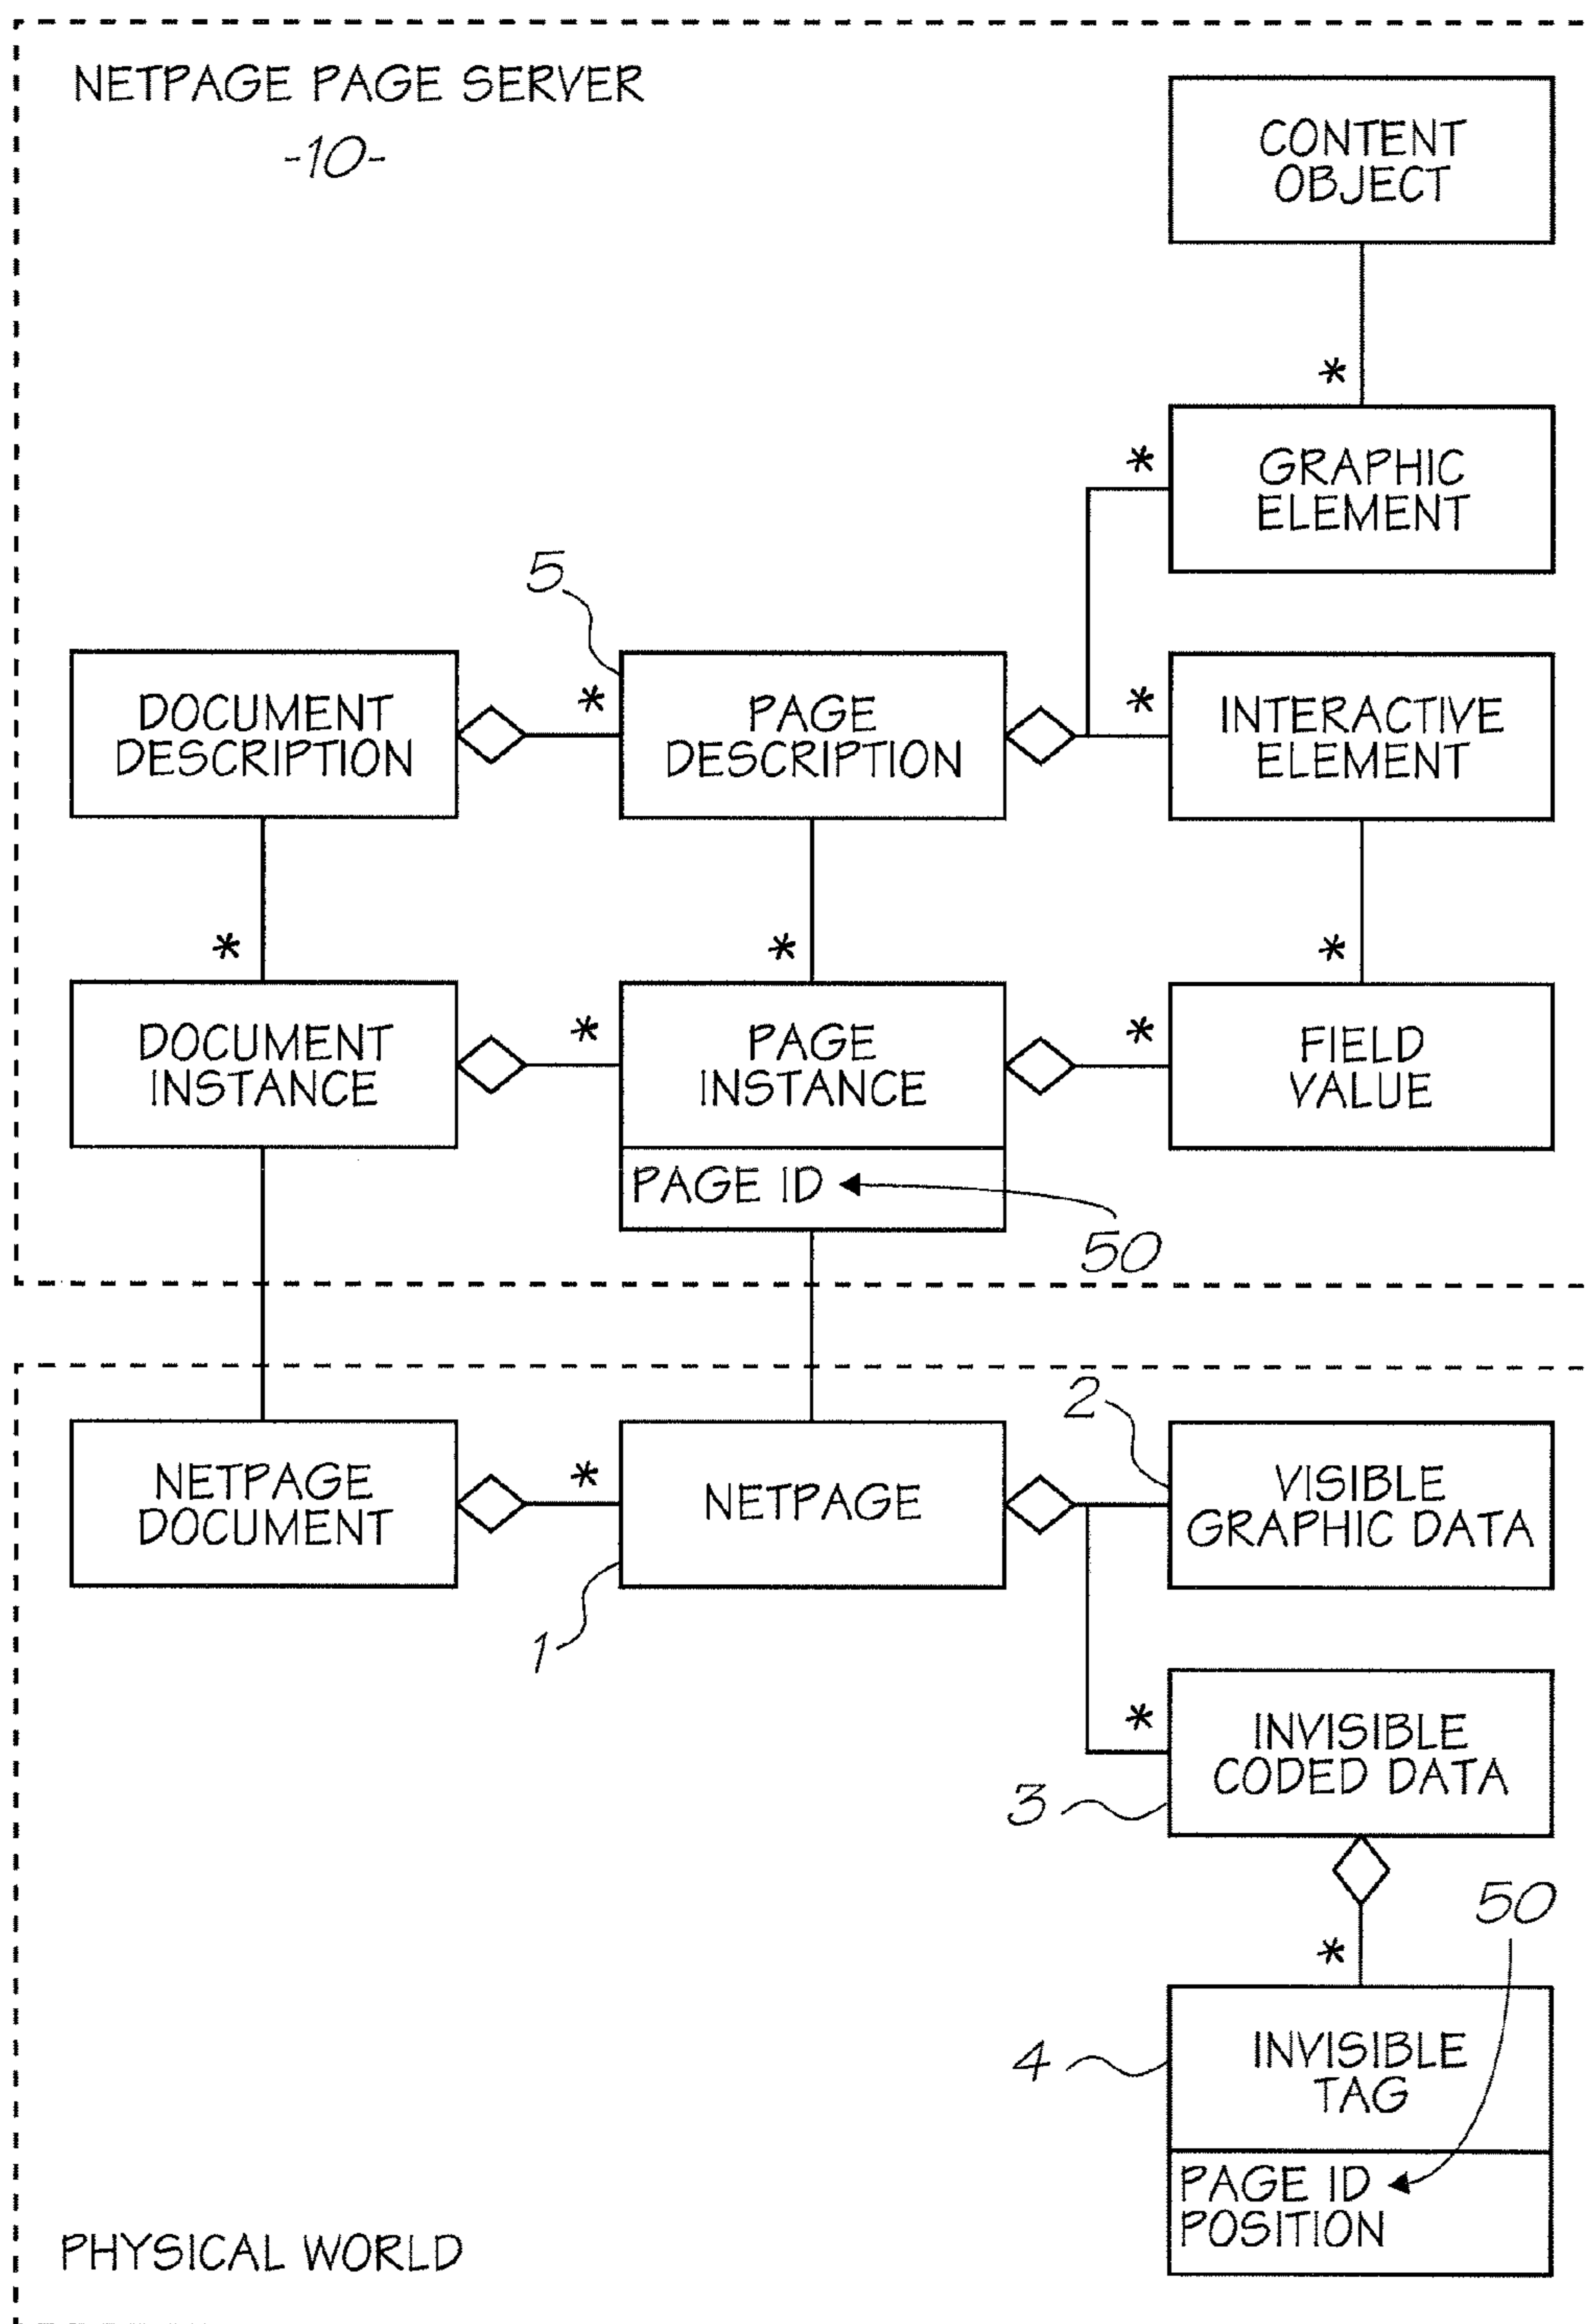 NETPAGE PAGE SERVER
-10-
CONTENT
OBJECT
*
*
GRAPHIC
ELEMENT
5
DOCUMENT
DESCRIPTION
*
PAGE
DESCRIPTION
*
INTERACTIVE
ELEMENT
*
*
*
DOCUMENT
INSTANCE
*
PAGE
INSTANCE
*
FIELD
VALUE
PAGE ID
50
NETPAGE
DOCUMENT
*
NETPAGE
1
2
VISIBLE
GRAPHIC DATA
*
INVISIBLE
CODED DATA
3
50
*
4
INVISIBLE
TAG
PAGE ID
POSITION
PHYSICAL WORLD